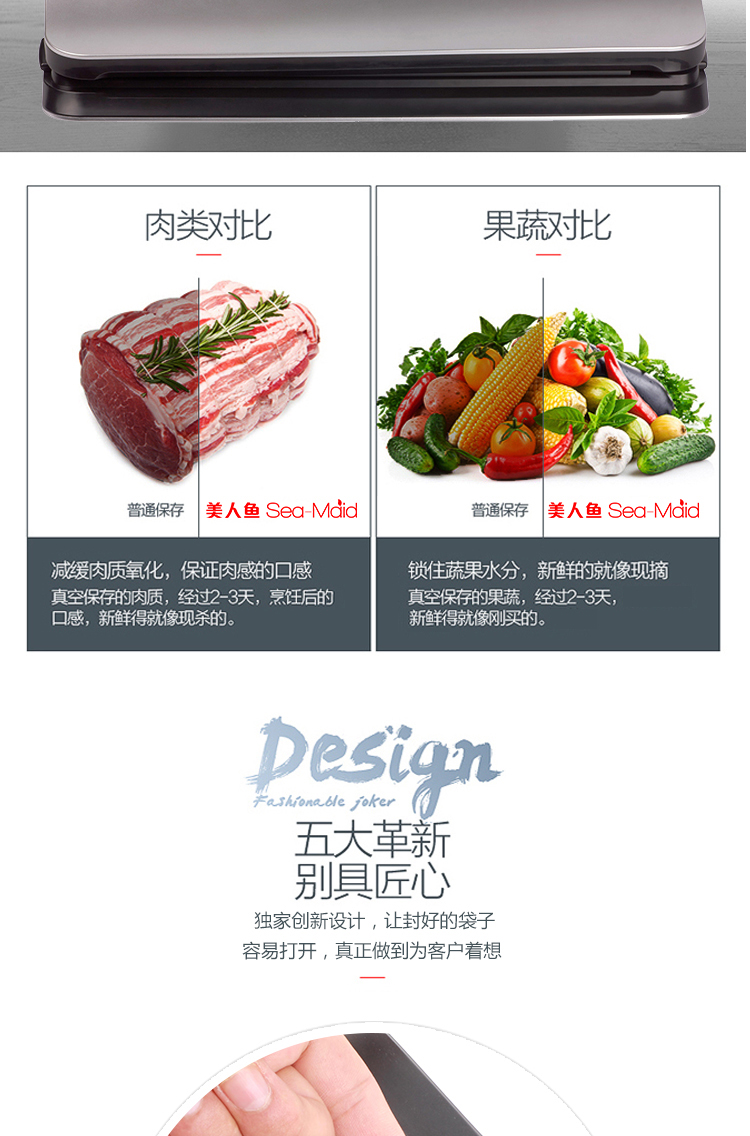 肉类对比
普通保存
美人鱼 Sea-Maid
减缓肉质氧化，保证肉感的口感
真空保存的肉质，经过2-3天，烹饪后的
口感，新鲜得就像现杀的。
果蔬对比
普通保存
美人鱼 Sea-Maid
锁住蔬果水分，新鲜的就像现摘
真空保存的果蔬，经过2-3天，
新鲜得就像刚买的。
Design
Fashionable joker
五大革新
别具匠心
独家创新设计，让封好的袋子
容易打开，真正做到为客户着想